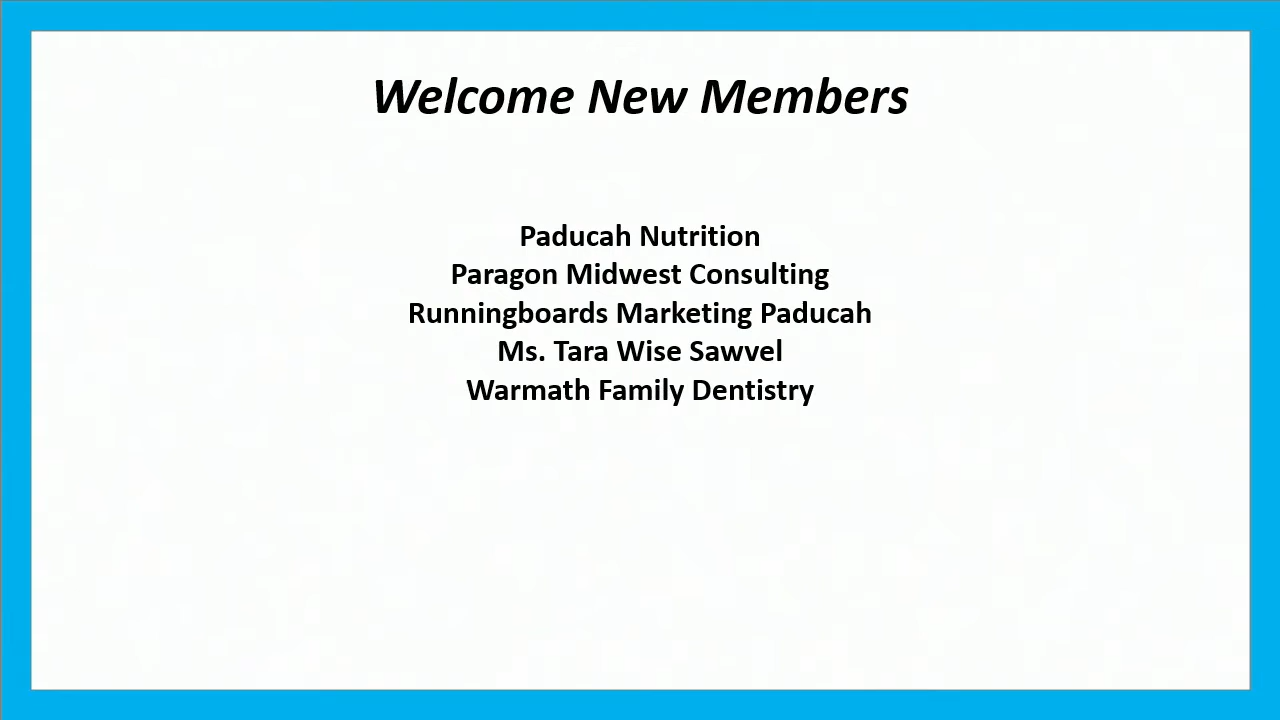 Welcome New Members
Paducah Nutrition
Paragon Midwest Consulting
Runningboards Marketing Paducah
Ms. Tara Wise Sawvel
Warmath Family Dentistry